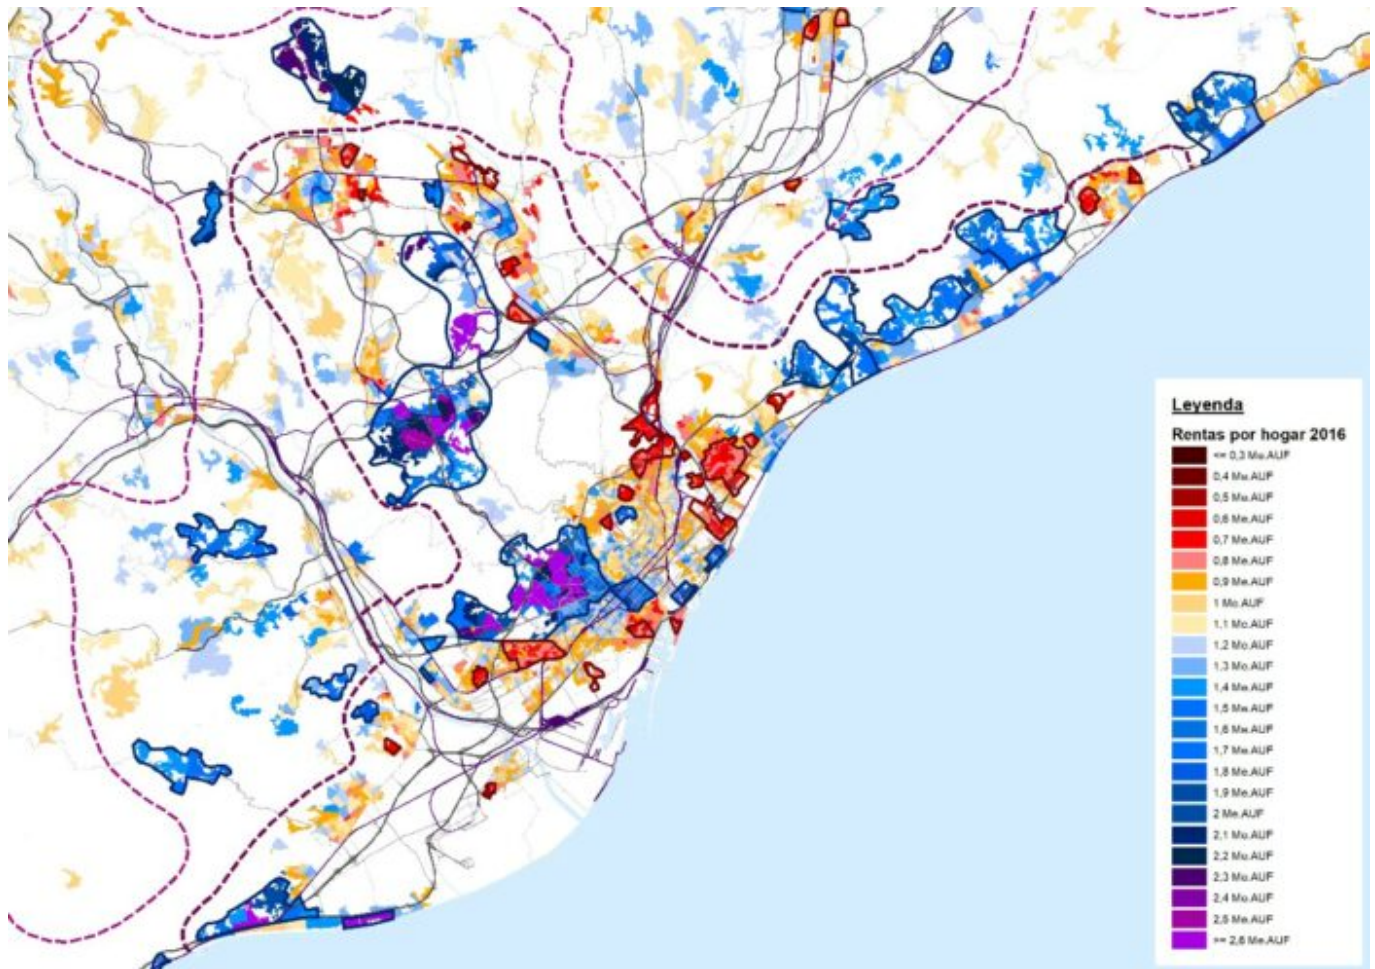 Leyenda
Rentas por hogar 2016
<= 0,3 Me.AUF
0,4 Me.AUF
0,5 Me.AUF
0,6 Me.AUF
0,7 Me.AUF
0,8 Me.AUF
0,9 Me.AUF
1 Me.AUF
1,1 Me.AUF
1,2 Me.AUF
1,3 Me.AUF
1,4 Me.AUF
1,5 Me.AUF
1,6 Me.AUF
1,7 Me.AUF
1,8 Me.AUF
1,9 Me.AUF
2 Me.AUF
2,1 Me.AUF
2,2 Me.AUF
2,3 Me.AUF
2,4 Me.AUF
2,5 Me.AUF
>= 2,6 Me.AUF